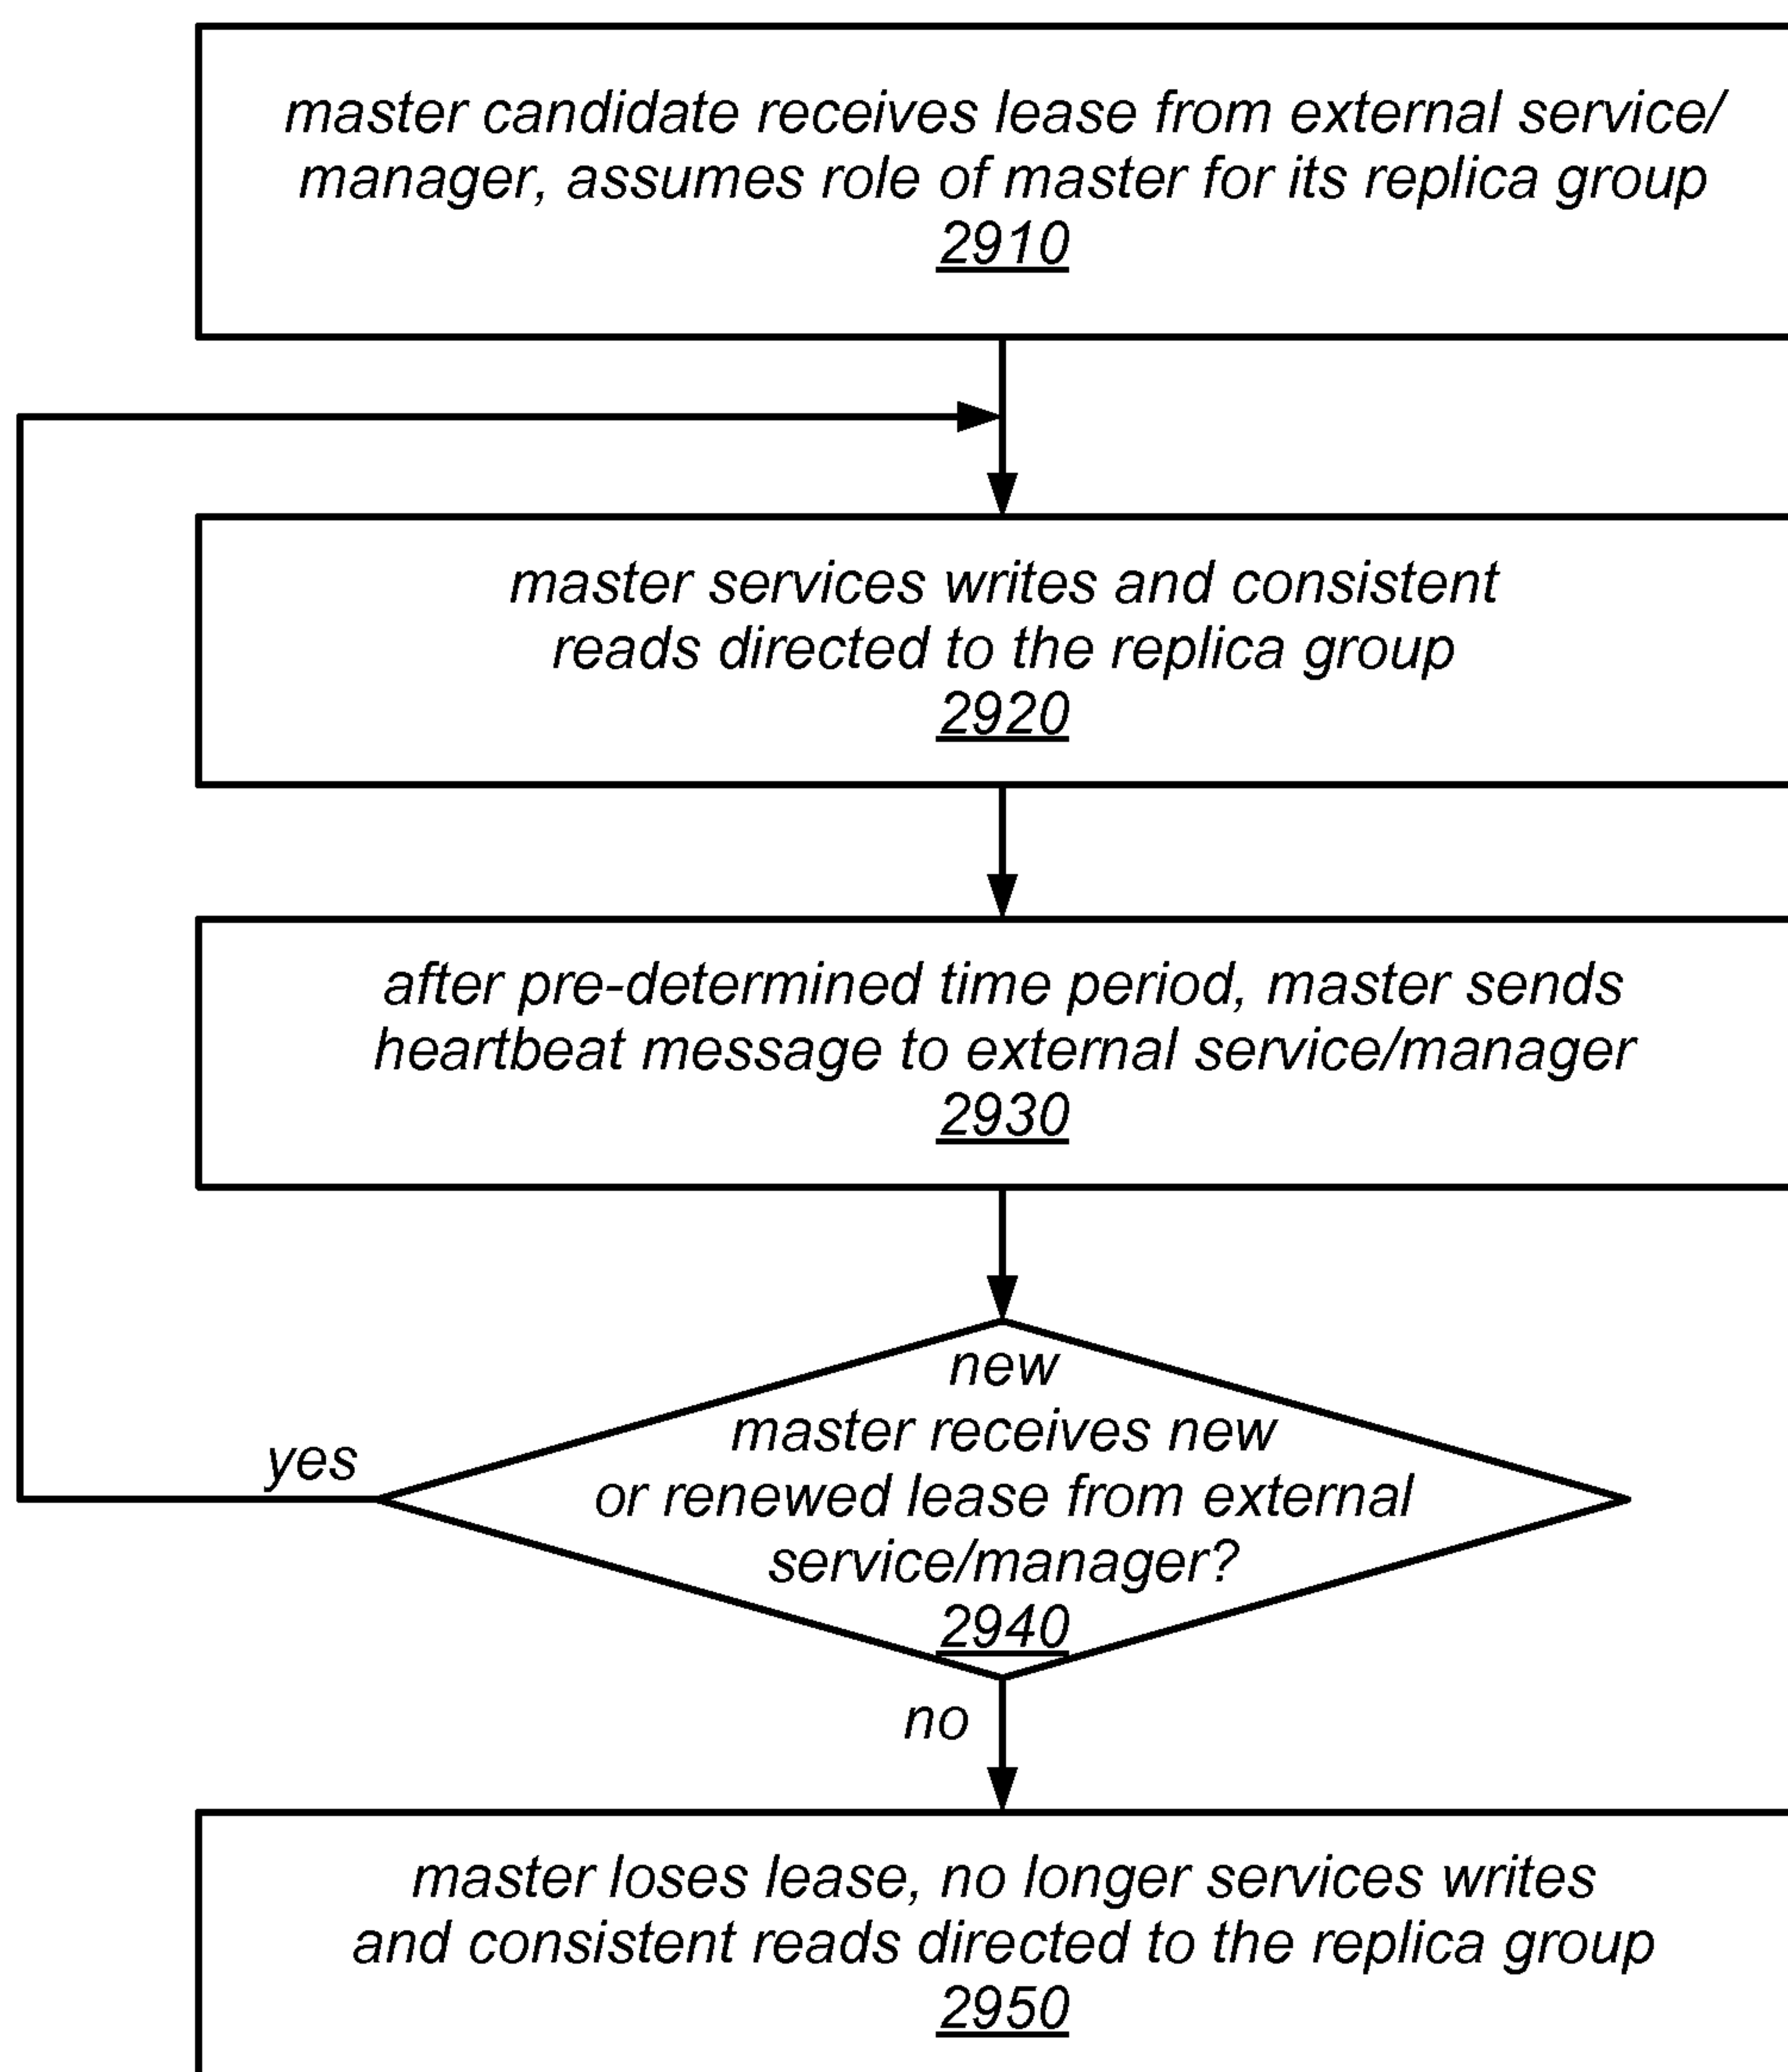 master candidate receives lease from external service/
manager, assumes role of master for its replica group
2910
master services writes and consistent
reads directed to the replica group
2920
after pre-determined time period, master sends
heartbeat message to external service/manager
2930
new
master receives new
or renewed lease from external
service/manager?
2940
yes
no
master loses lease, no longer services writes
and consistent reads directed to the replica group
2950